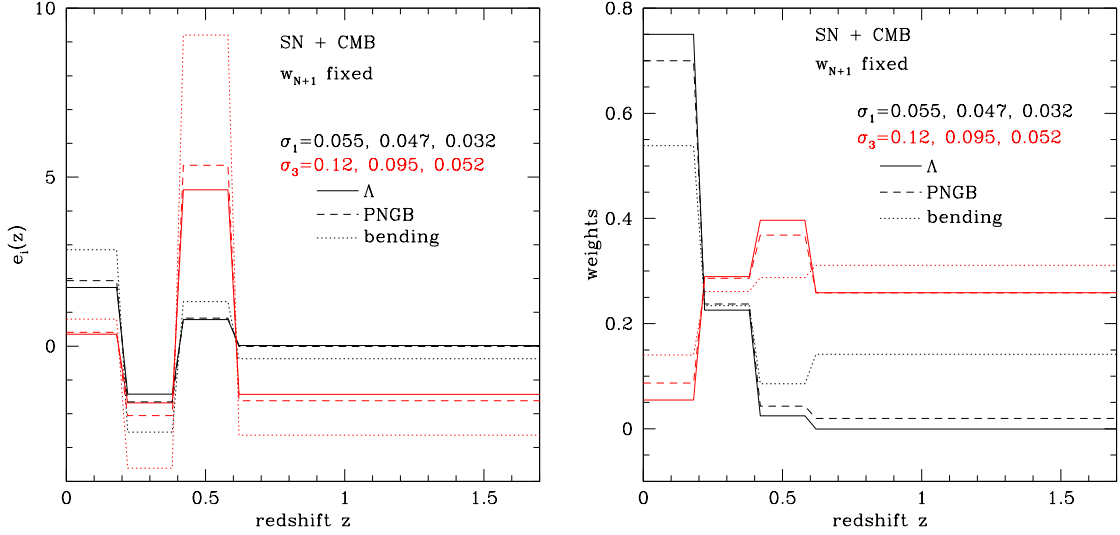 10
5
0
e_i(z)
SN + CMB
w_{N+1} fixed
σ_1=0.055, 0.047, 0.032
σ_3=0.12, 0.095, 0.052
Λ
PNGB
bending
0 0.5 1 1.5
redshift z
0.8
0.6
0.4
0.2
0
weights
SN + CMB
w_{N+1} fixed
σ_1=0.055, 0.047, 0.032
σ_3=0.12, 0.095, 0.052
Λ
PNGB
bending
0 0.5 1 1.5
redshift z